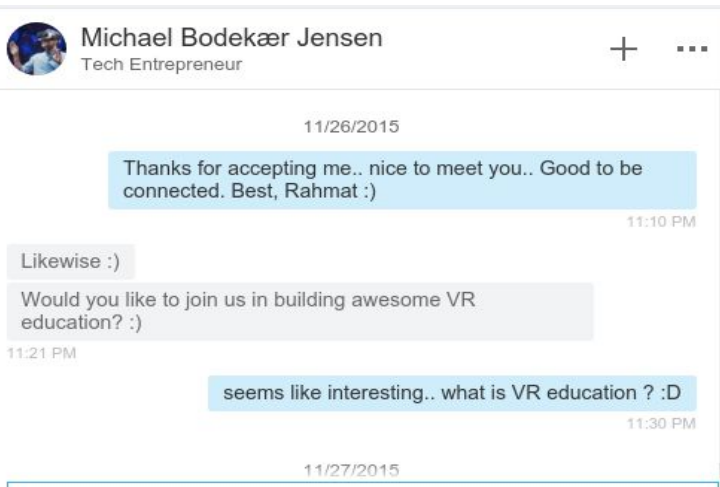 Michael Bodekær Jensen
Tech Entrepreneur
11/26/2015
Thanks for accepting me.. nice to meet you.. Good to be
connected. Best, Rahmat :)
11:10 PM
Likewise :)
Would you like to join us in building awesome VR
education? :)
11:21 PM
seems like interesting.. what is VR education ? :D
11:30 PM
11/27/2015